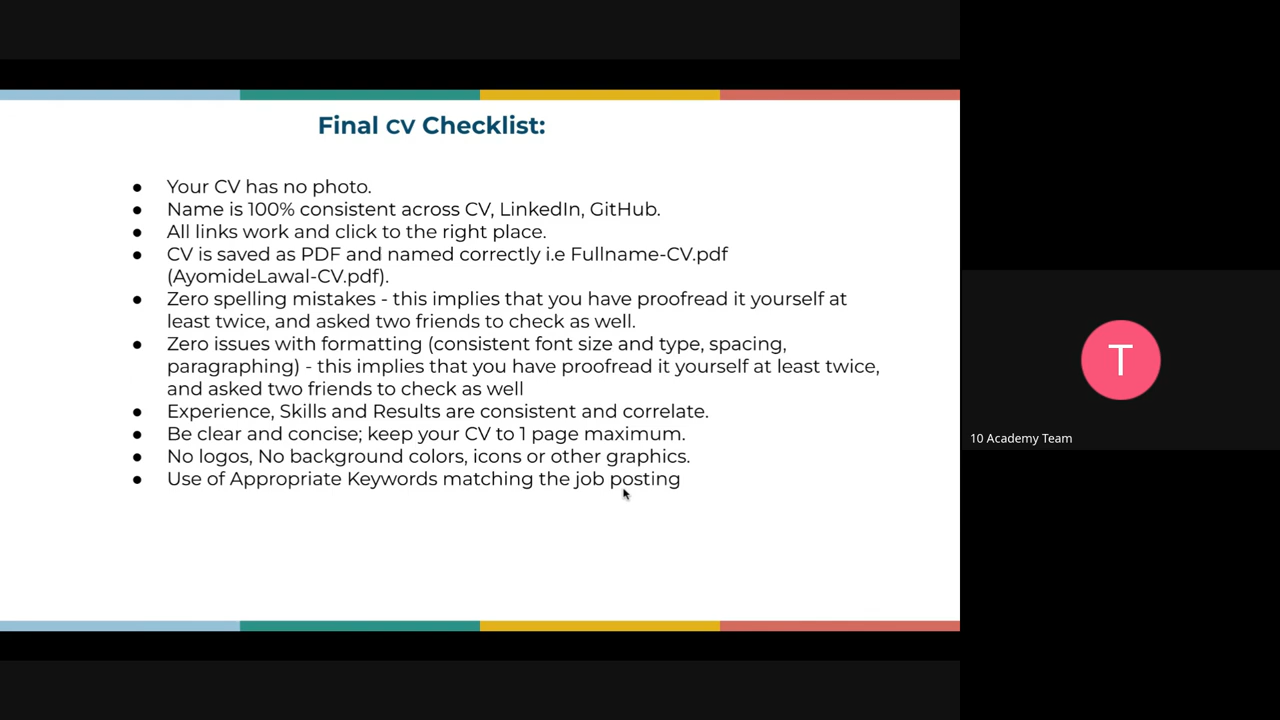 Final CV Checklist:
● Your CV has no photo.
● Name is 100% consistent across CV, LinkedIn, GitHub.
● All links work and click to the right place.
● CV is saved as PDF and named correctly i.e Fullname-CV.pdf
(AyomideLawal-CV.pdf).
● Zero spelling mistakes - this implies that you have proofread it yourself at
least twice, and asked two friends to check as well.
● Zero issues with formatting (consistent font size and type, spacing,
paragraphing) - this implies that you have proofread it yourself at least twice,
and asked two friends to check as well
● Experience, Skills and Results are consistent and correlate.
● Be clear and concise; keep your CV to 1 page maximum.
● No logos, No background colors, icons or other graphics.
● Use of Appropriate Keywords matching the job posting
T
10 Academy Team